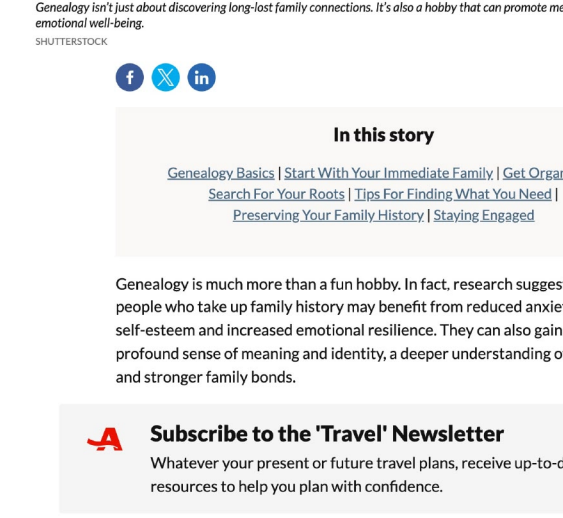 Genealogy isn't just about discovering long-lost family connections. It's also a hobby that can promote me
emotional well-being.
SHUTTERSTOCK
f X in
In this story
Genealogy Basics | Start With Your Immediate Family | Get Orga
Search For Your Roots | Tips For Finding What You Need |
Preserving Your Family History | Staying Engaged
Genealogy is much more than a fun hobby. In fact, research sugges
people who take up family history may benefit from reduced anxie
self-esteem and increased emotional resilience. They can also gain
profound sense of meaning and identity, a deeper understanding o
and stronger family bonds.
Subscribe to the 'Travel' Newsletter
Whatever your present or future travel plans, receive up-to-d
resources to help you plan with confidence.